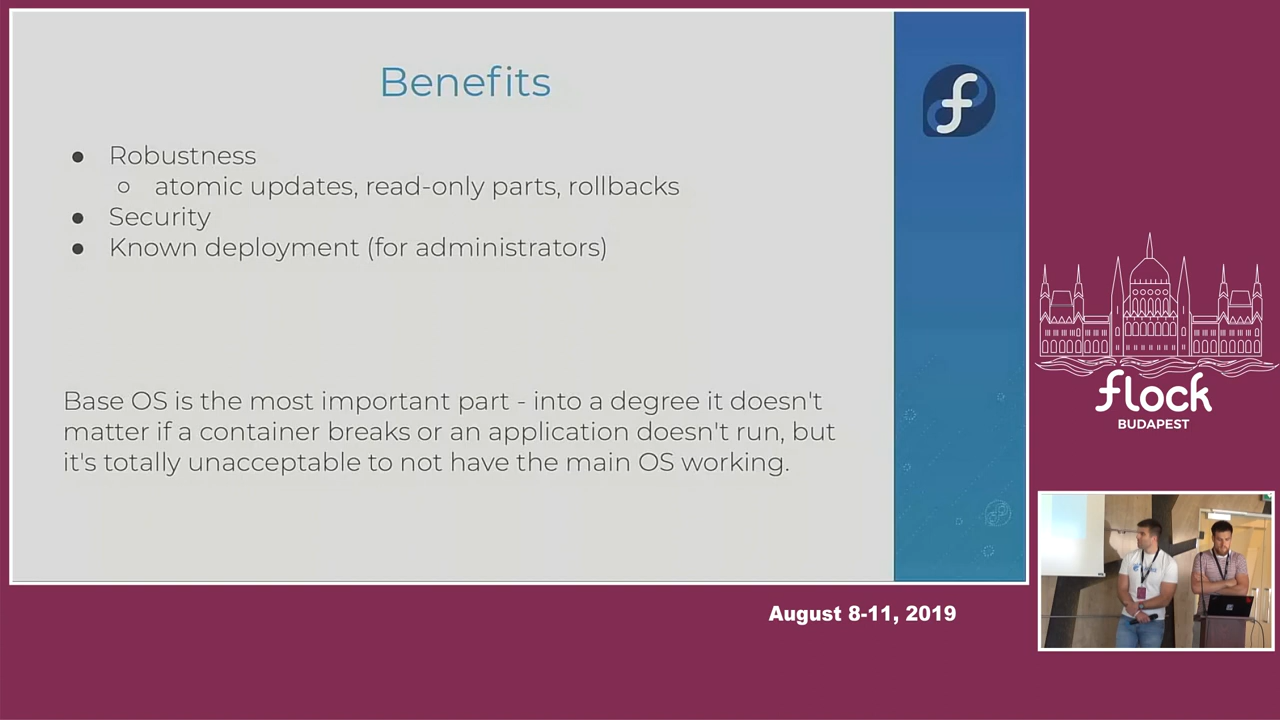 Benefits
● Robustness
○ atomic updates, read-only parts, rollbacks
● Security
● Known deployment (for administrators)
Base OS is the most important part - into a degree it doesn't
matter if a container breaks or an application doesn't run, but
it's totally unacceptable to not have the main OS working.
flock
BUDAPEST
August 8-11, 2019